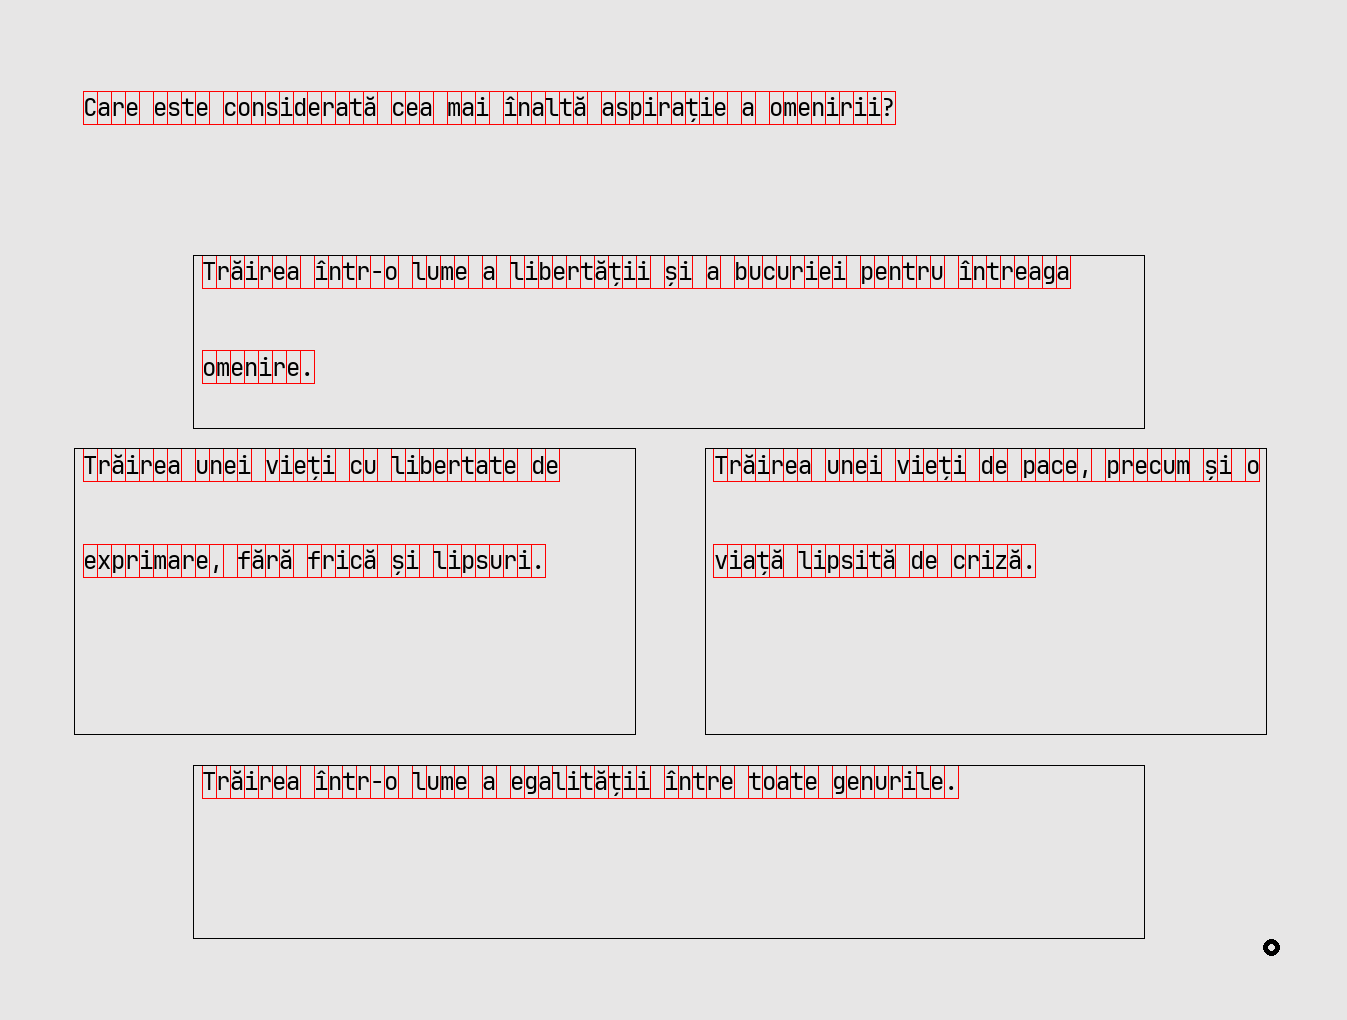 Care este considerată cea mai înaltă aspirație a omenirii?
Trăirea într-o lume a libertății și a bucuriei pentru întreaga
omenire.
Trăirea unei vieți cu libertate de
exprimare, fără frică și lipsuri.
Trăirea unei vieți de pace, precum și o
viață lipsită de criză.
Trăirea într-o lume a egalității între toate genurile.